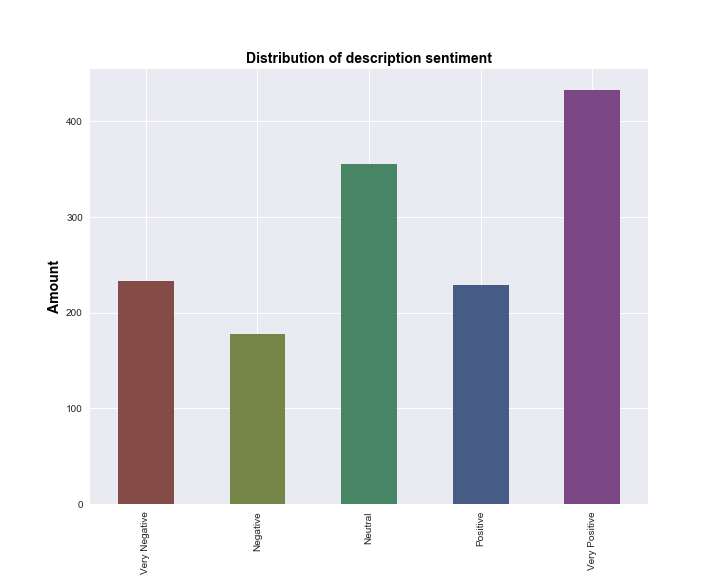 Distribution of description sentiment
Amount
400
300
200
100
0
Very Negative
Negative
Neutral
Positive
Very Positive